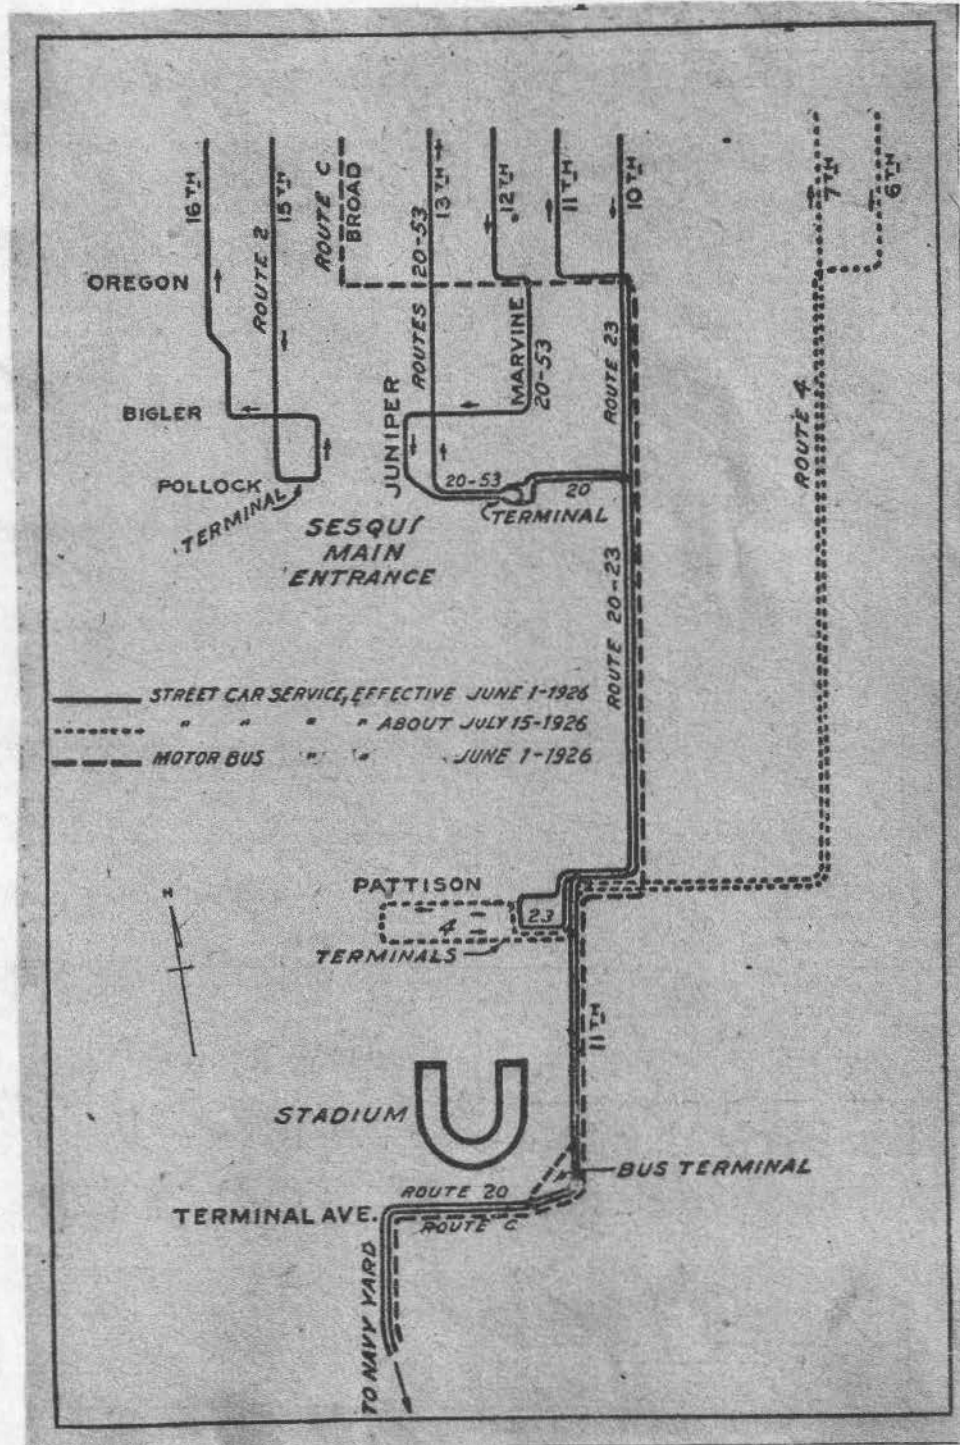 16TH
ROUTE 2
15TH
ROUTE C
BROAD
ROUTES 20-53
13TH
12TH
11TH
10TH
7TH
6TH
OREGON
MARVINE
20-53
ROUTE 23
ROUTE 4
BIGLER
JUNIPER
POLLOCK
TERMINAL
20-53
20
TERMINAL
SESQUI
MAIN
ENTRANCE
ROUTE 20-23
STREET CAR SERVICE, EFFECTIVE JUNE 1-1926
" " " " ABOUT JULY 15-1926
MOTOR BUS " " JUNE 1-1926
N
PATTISON
23
4
TERMINALS
11TH
STADIUM
BUS TERMINAL
ROUTE 20
TERMINAL AVE.
ROUTE C
TO NAVY YARD